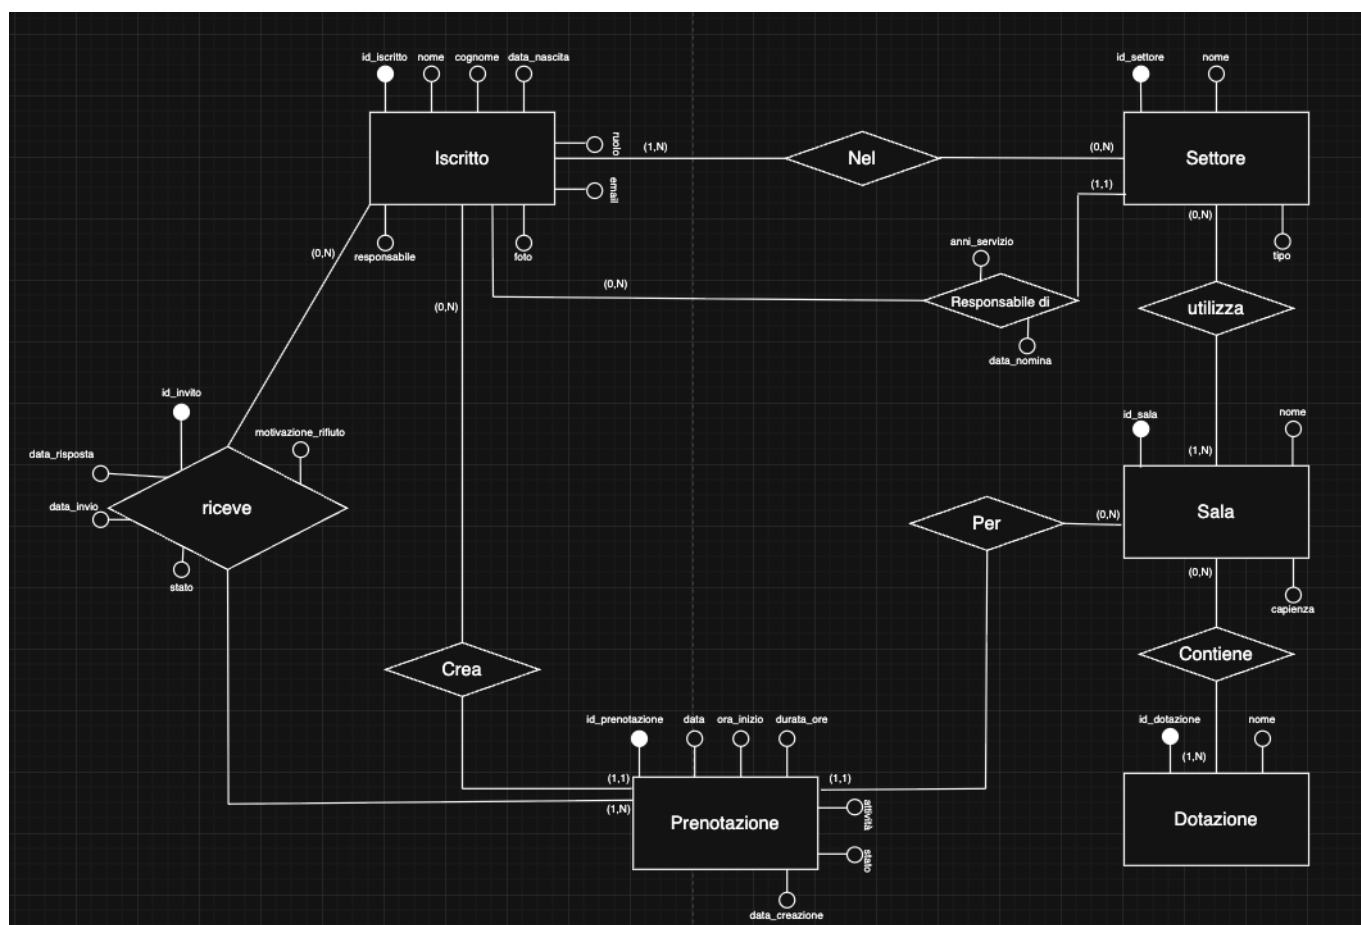 id_iscritto
nome
cognome
data_nascita
id_settore
nome
Iscritto
ruolo
email
(1,N)
Nel
(0,N)
Settore
(1,1)
(0,N)
responsabile
foto
(0,N)
anni_servizio
tipo
(0,N)
(0,N)
Responsabile di
utilizza
data_nomina
id_invito
motivazione_rifiuto
id_sala
nome
data_risposta
(1,N)
data_invio
riceve
Per
(0,N)
Sala
stato
(0,N)
capienza
Crea
Contiene
id_prenotazione
data
ora_inizio
durata_ore
id_dotazione
nome
(1,N)
(1,1)
(1,1)
(1,N)
Prenotazione
attività
stato
Dotazione
data_creazione